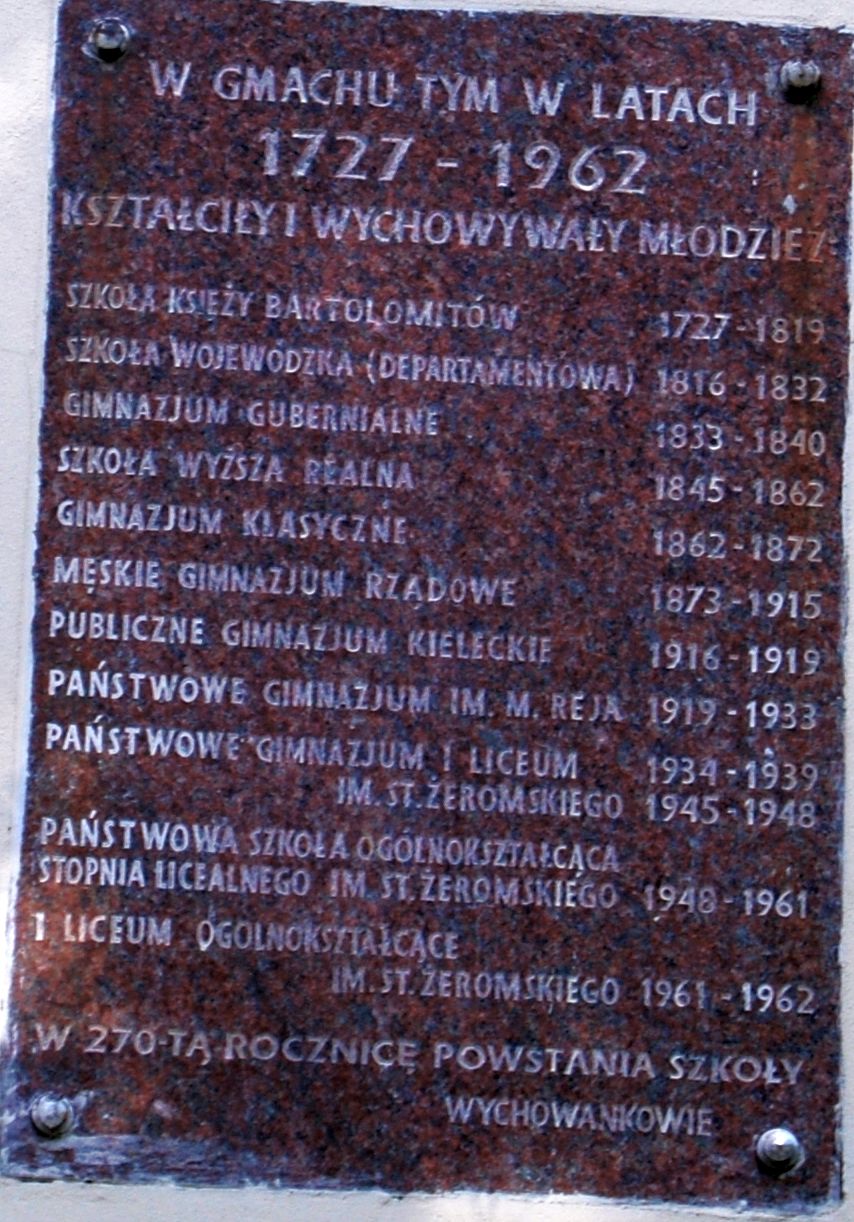 W GMACHU TYM W LATACH
1727 - 1962
KSZTAŁCIŁY I WYCHOWYWAŁY MŁODZIEŻ:
SZKOŁA KSIĘŻY BARTOLOMITÓW 1727 - 1819
SZKOŁA WOJEWÓDZKA (DEPARTAMENTOWA) 1816 - 1832
GIMNAZJUM GUBERNIALNE 1833 - 1840
SZKOŁA WYŻSZA REALNA 1845 - 1862
GIMNAZJUM KLASYCZNE 1862 - 1872
MĘSKIE GIMNAZJUM RZĄDOWE 1873 - 1915
PUBLICZNE GIMNAZJUM KIELECKIE 1916 - 1919
PAŃSTWOWE GIMNAZJUM IM. M. REJA 1919 - 1933
PAŃSTWOWE GIMNAZJUM I LICEUM 1934 - 1939
IM. ST. ŻEROMSKIEGO 1945 - 1948
PAŃSTWOWA SZKOŁA OGÓLNOKSZTAŁCĄCA
STOPNIA LICEALNEGO IM. ST. ŻEROMSKIEGO 1948 - 1961
I LICEUM OGÓLNOKSZTAŁCĄCE
IM. ST. ŻEROMSKIEGO 1961 - 1962
W 270-TĄ ROCZNICĘ POWSTANIA SZKOŁY
WYCHOWANKOWIE